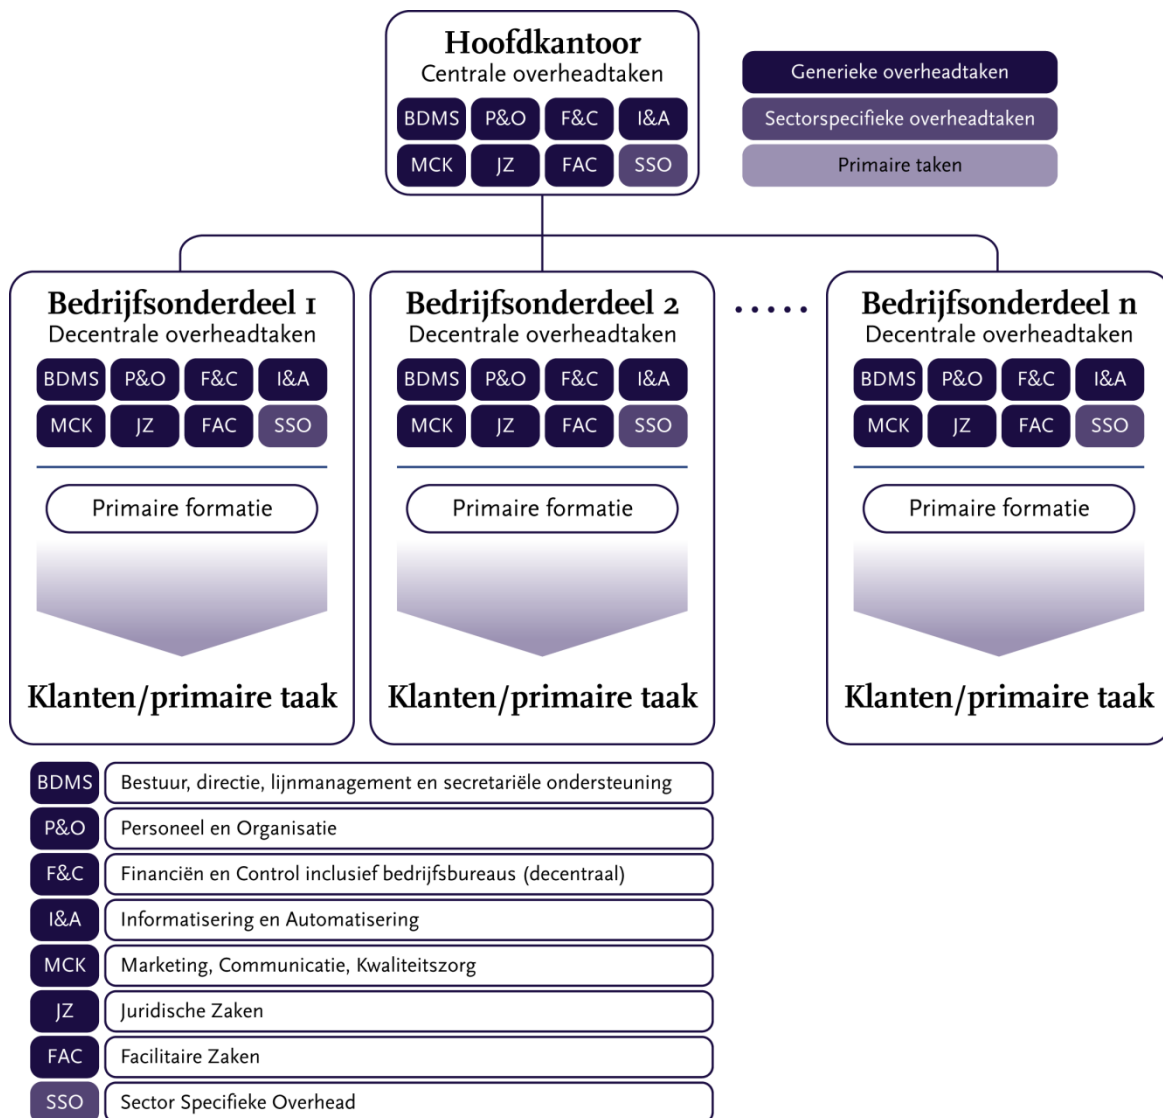 Hoofdkantoor
Centrale overheadtaken
BDMS P&O F&C I&A
MCK JZ FAC SSO
Generieke overheadtaken
Sectorspecifieke overheadtaken
Primaire taken
Bedrijfsonderdeel 1
Decentrale overheadtaken
BDMS P&O F&C I&A
MCK JZ FAC SSO
Primaire formatie
Klanten/primaire taak
Bedrijfsonderdeel 2
Decentrale overheadtaken
BDMS P&O F&C I&A
MCK JZ FAC SSO
Primaire formatie
Klanten/primaire taak
.....
Bedrijfsonderdeel n
Decentrale overheadtaken
BDMS P&O F&C I&A
MCK JZ FAC SSO
Primaire formatie
Klanten/primaire taak
BDMS Bestuur, directie, lijnmanagement en secretariële ondersteuning
P&O Personeel en Organisatie
F&C Financiën en Control inclusief bedrijfsbureaus (decentraal)
I&A Informatisering en Automatisering
MCK Marketing, Communicatie, Kwaliteitszorg
JZ Juridische Zaken
FAC Facilitaire Zaken
SSO Sector Specifieke Overhead